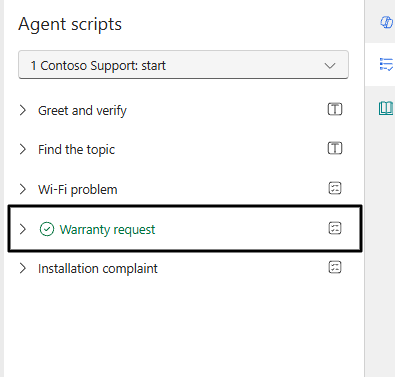 Agent scripts
1 Contoso Support: start
Greet and verify
Find the topic
Wi-Fi problem
Warranty request
Installation complaint